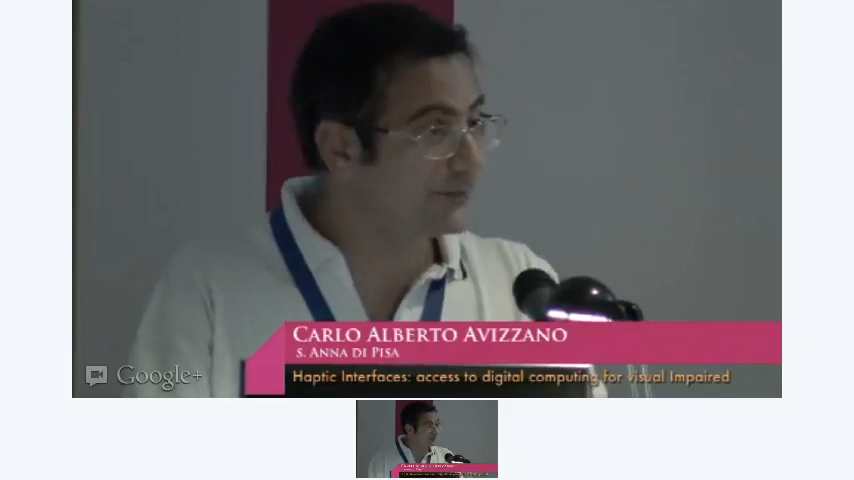 CARLO ALBERTO AVIZZANO
S. ANNA DI PISA
Haptic Interfaces: access to digital computing for visual Impaired
Google+